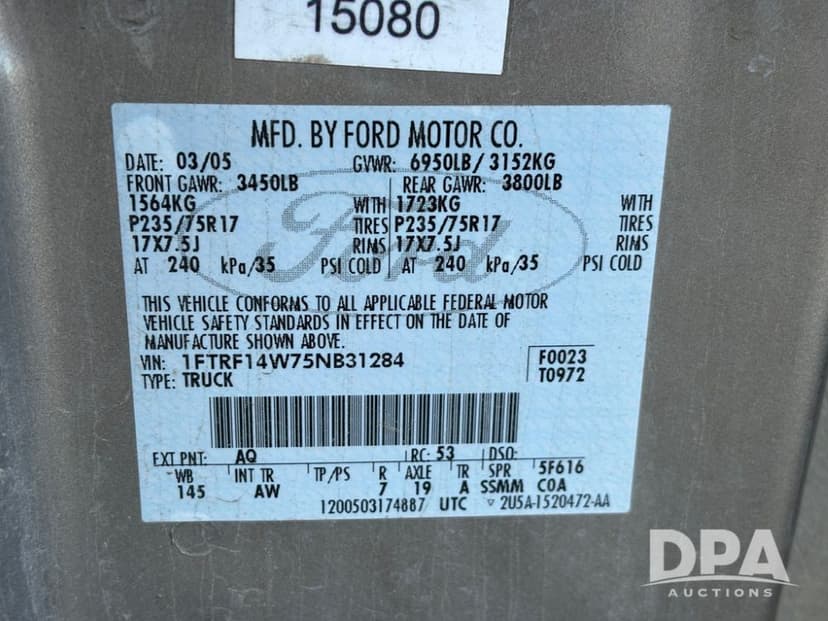 15080
MFD. BY FORD MOTOR CO.
DATE: 03/05 GVWR: 6950LB/ 3152KG
FRONT GAWR: 3450LB REAR GAWR: 3800LB
1564KG WITH 1723KG WITH
P235/75R17 TIRES P235/75R17 TIRES
17X7.5J RIMS 17X7.5J RIMS
AT 240 kPa/35 PSI COLD AT 240 kPa/35 PSI COLD
Ford
THIS VEHICLE CONFORMS TO ALL APPLICABLE FEDERAL MOTOR
VEHICLE SAFETY STANDARDS IN EFFECT ON THE DATE OF
MANUFACTURE SHOWN ABOVE.
VIN: 1FTRF14W75NB31284 F0023
TYPE: TRUCK T0972
EXT PNT: AQ RC: 53 DSO:
WB INT TR TP/PS R AXLE TR SPR 5F616
145 AW 7 19 A SSMM COA
1200503174887 UTC ▽ 2U5A-1520472-AA
DPA
AUCTIONS